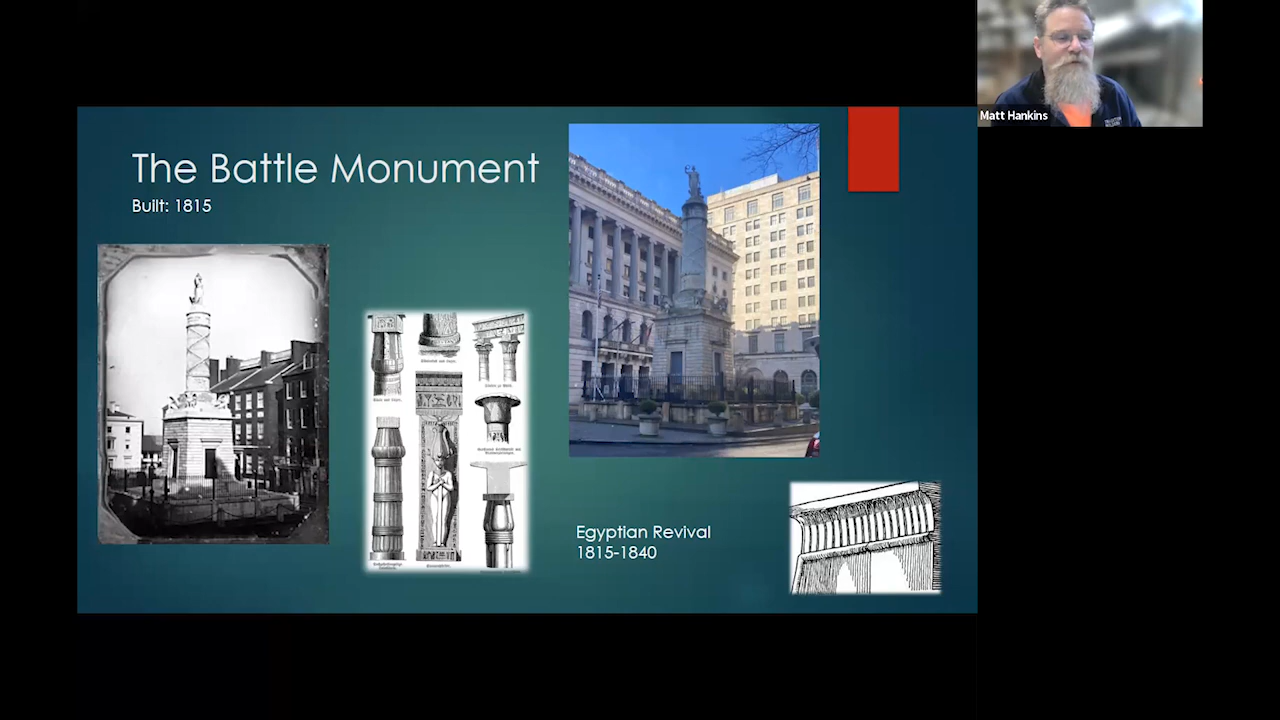 The Battle Monument
Built: 1815
Egyptian Revival
1815-1840
Matt Hankins